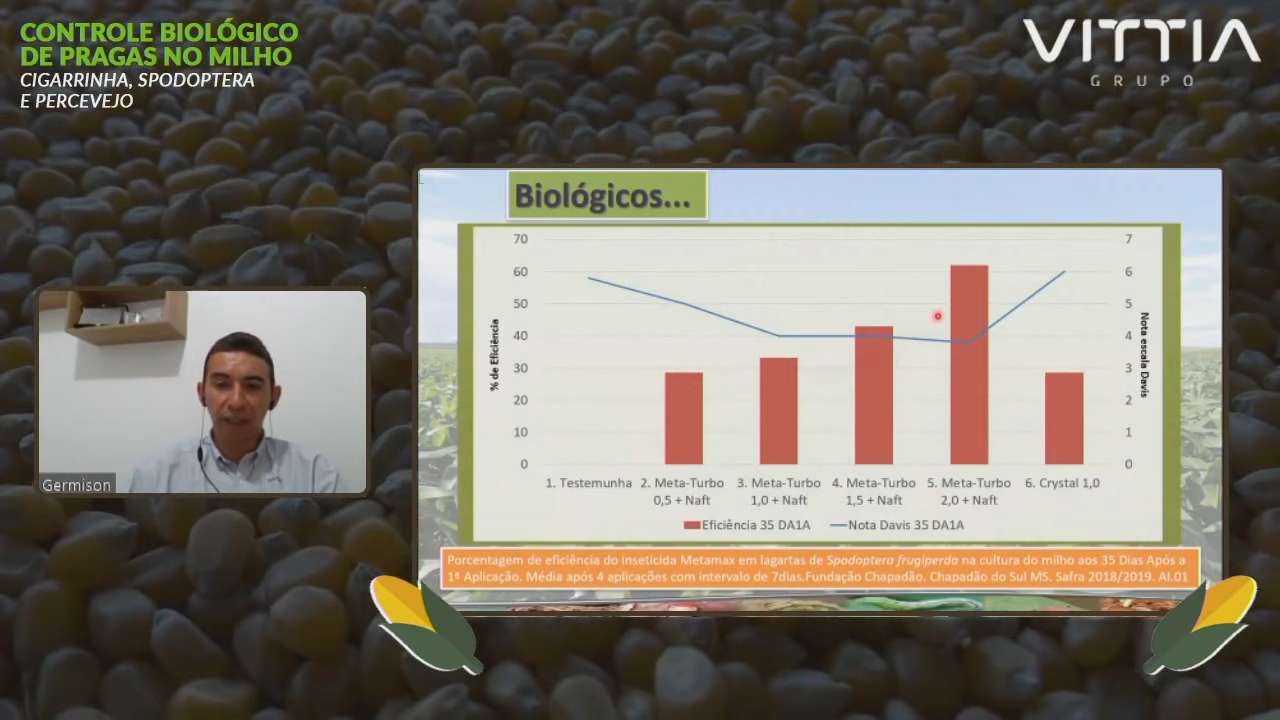 CONTROLE BIOLÓGICO
DE PRAGAS NO MILHO
CIGARRINHA, SPODOPTERA
E PERCEVEJO
VITTIA
GRUPO
Germison
Biológicos...
70
60
50
40
30
20
10
0
% de Eficiência
7
6
5
4
3
2
1
0
Nota escala Davis
1. Testemunha
2. Meta-Turbo
0,5 + Naft
3. Meta-Turbo
1,0 + Naft
4. Meta-Turbo
1,5 + Naft
5. Meta-Turbo
2,0 + Naft
6. Crystal 1,0
Eficiência 35 DA1A
Nota Davis 35 DA1A
Porcentagem de eficiência do inseticida Metamax em lagartas de Spodoptera frugiperda na cultura do milho aos 35 Dias Após a
1ª Aplicação. Média após 4 aplicações com intervalo de 7dias.Fundação Chapadão. Chapadão do Sul MS. Safra 2018/2019. Al.01